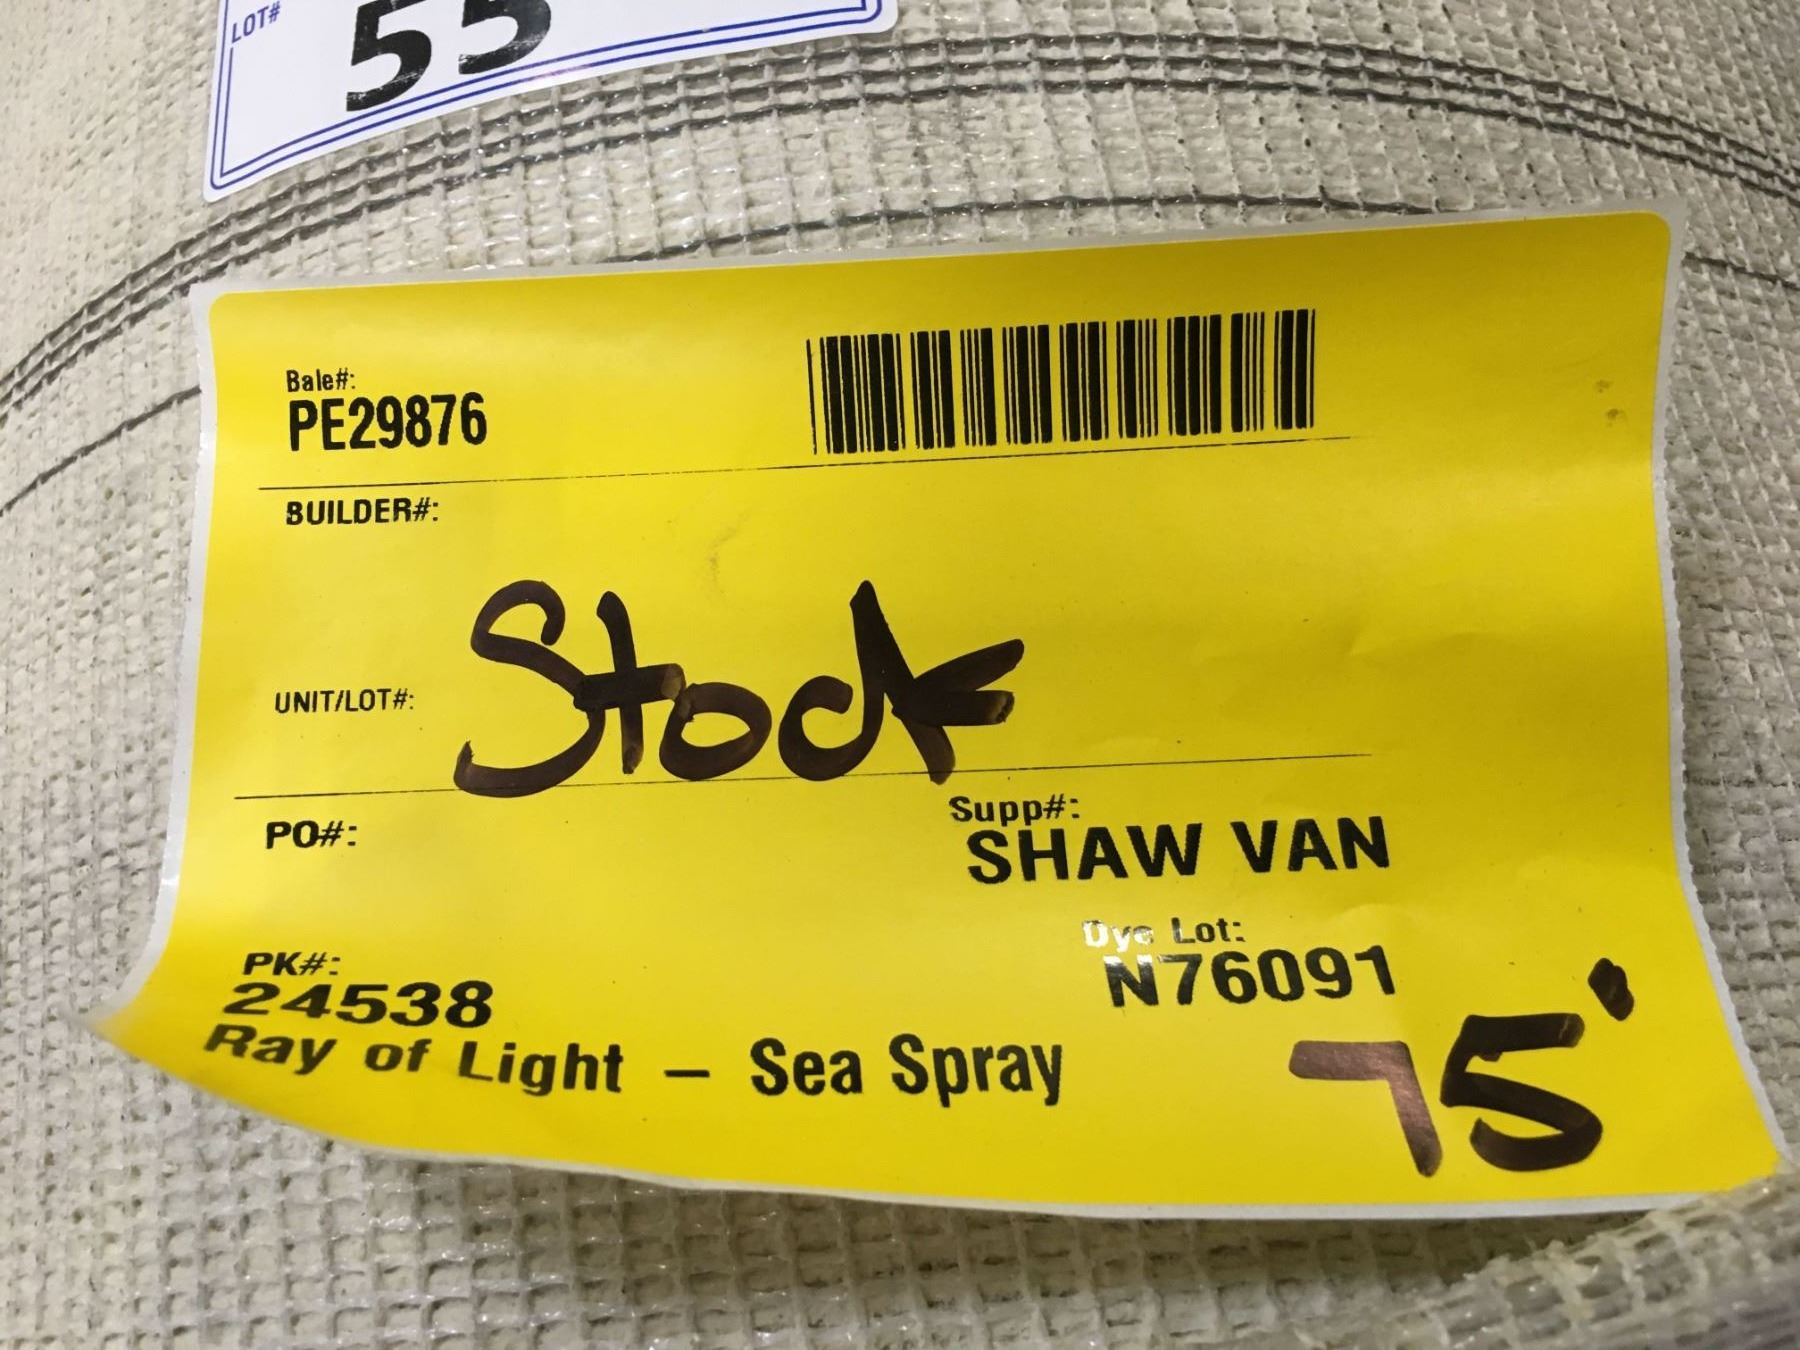 LOT#
55
Bale#:
PE29876
BUILDER#:
UNIT/LOT#:
Stock
PO#:
Supp#:
SHAW VAN
Dye Lot:
N76091
PK#:
24538
Ray of Light – Sea Spray
75'